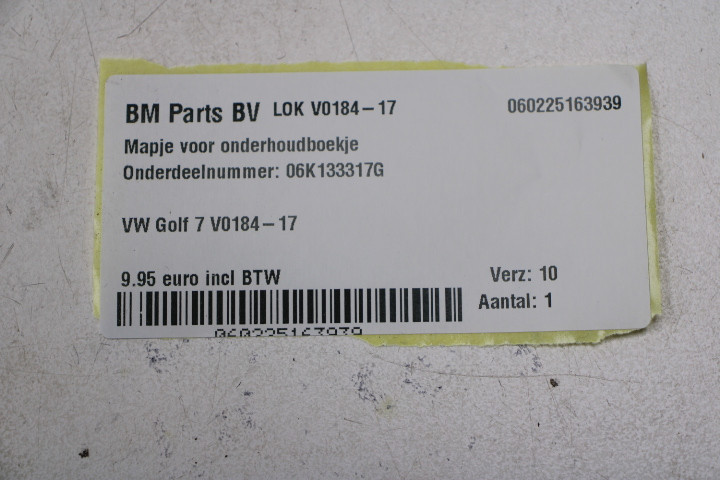 BM Parts BV LOK V0184-17 060225163939
Mapje voor onderhoudboekje
Onderdeelnummer: 06K133317G
VW Golf 7 V0184-17
9.95 euro incl BTW Verz: 10
Aantal: 1
060225163939